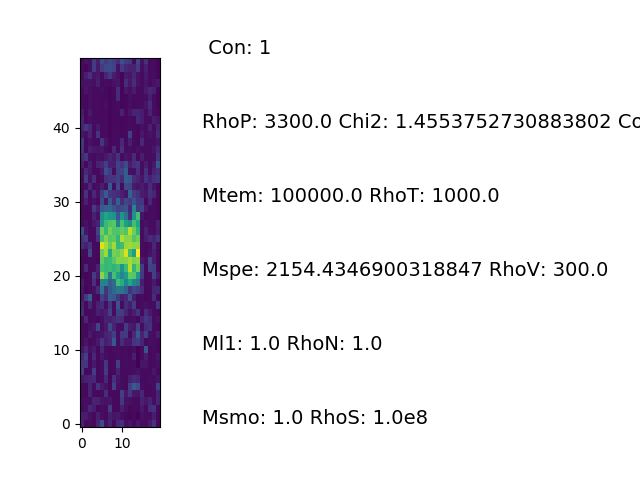 Con: 1
RhoP: 3300.0 Chi2: 1.4553752730883802 Co
Mtem: 100000.0 RhoT: 1000.0
Mspe: 2154.4346900318847 RhoV: 300.0
Ml1: 1.0 RhoN: 1.0
Msmo: 1.0 RhoS: 1.0e8
40
30
20
10
0
0 10